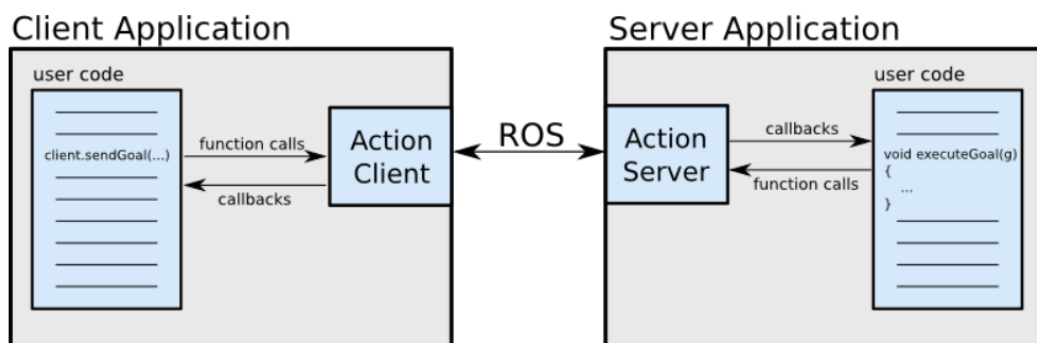 Client Application
user code
client.sendGoal(...)
function calls
callbacks
Action
Client
ROS
Server Application
Action
Server
callbacks
function calls
user code
void executeGoal(g)
{
...
}